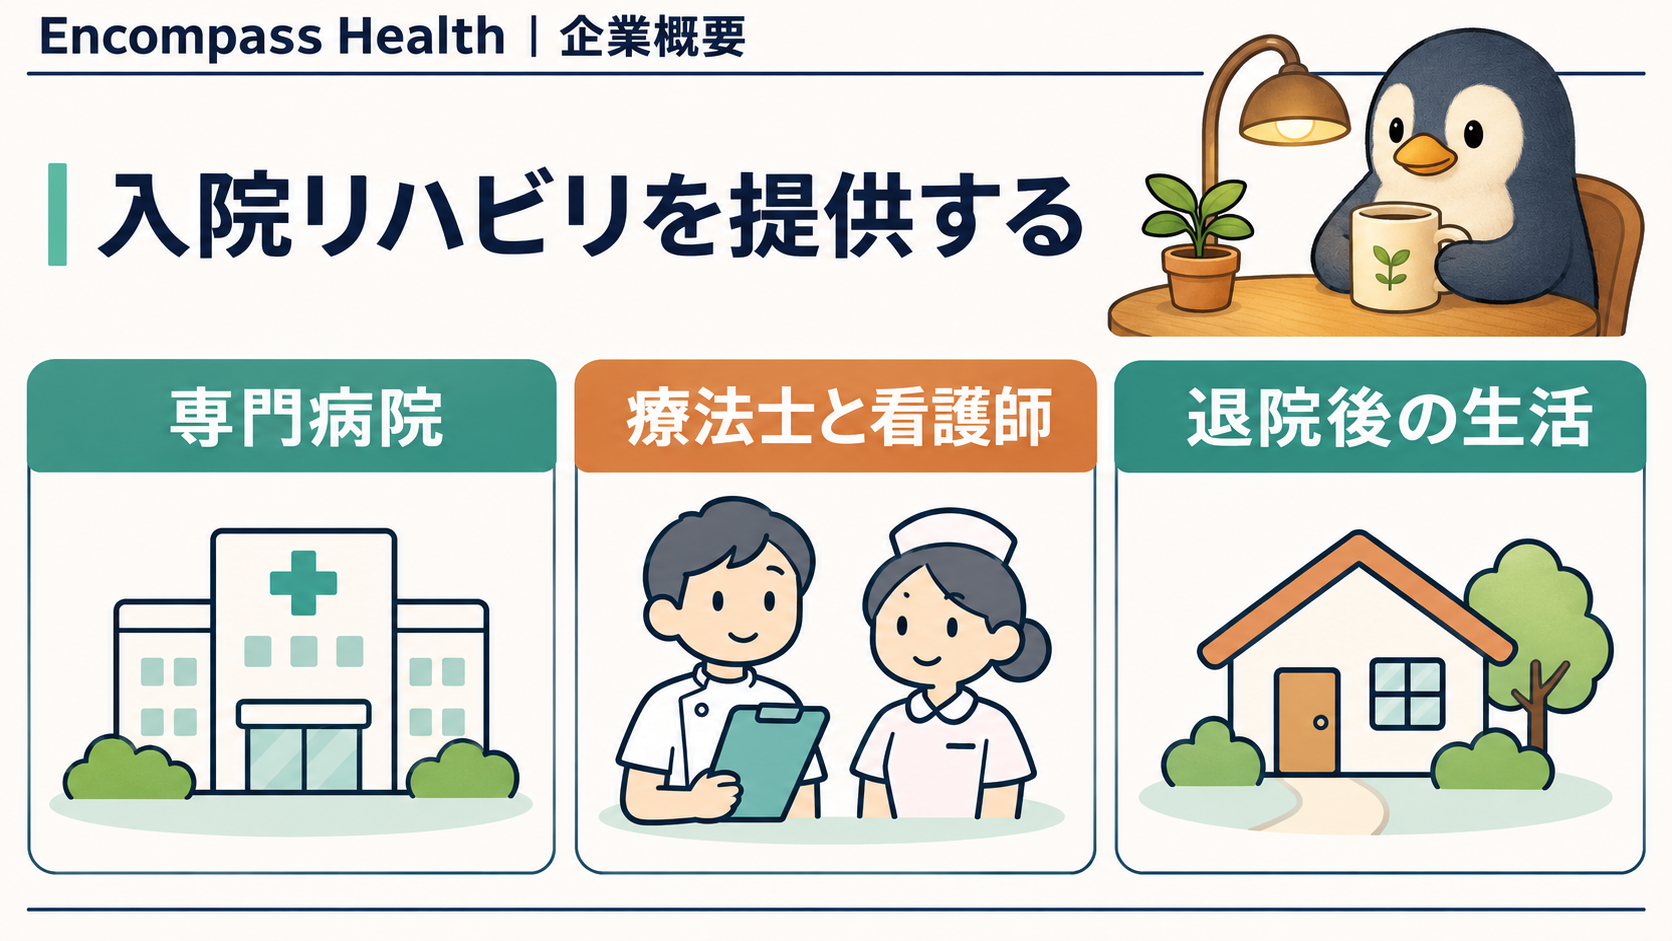 Encompass Health | 企業概要
入院リハビリを提供する
専門病院
療法士と看護師
退院後の生活